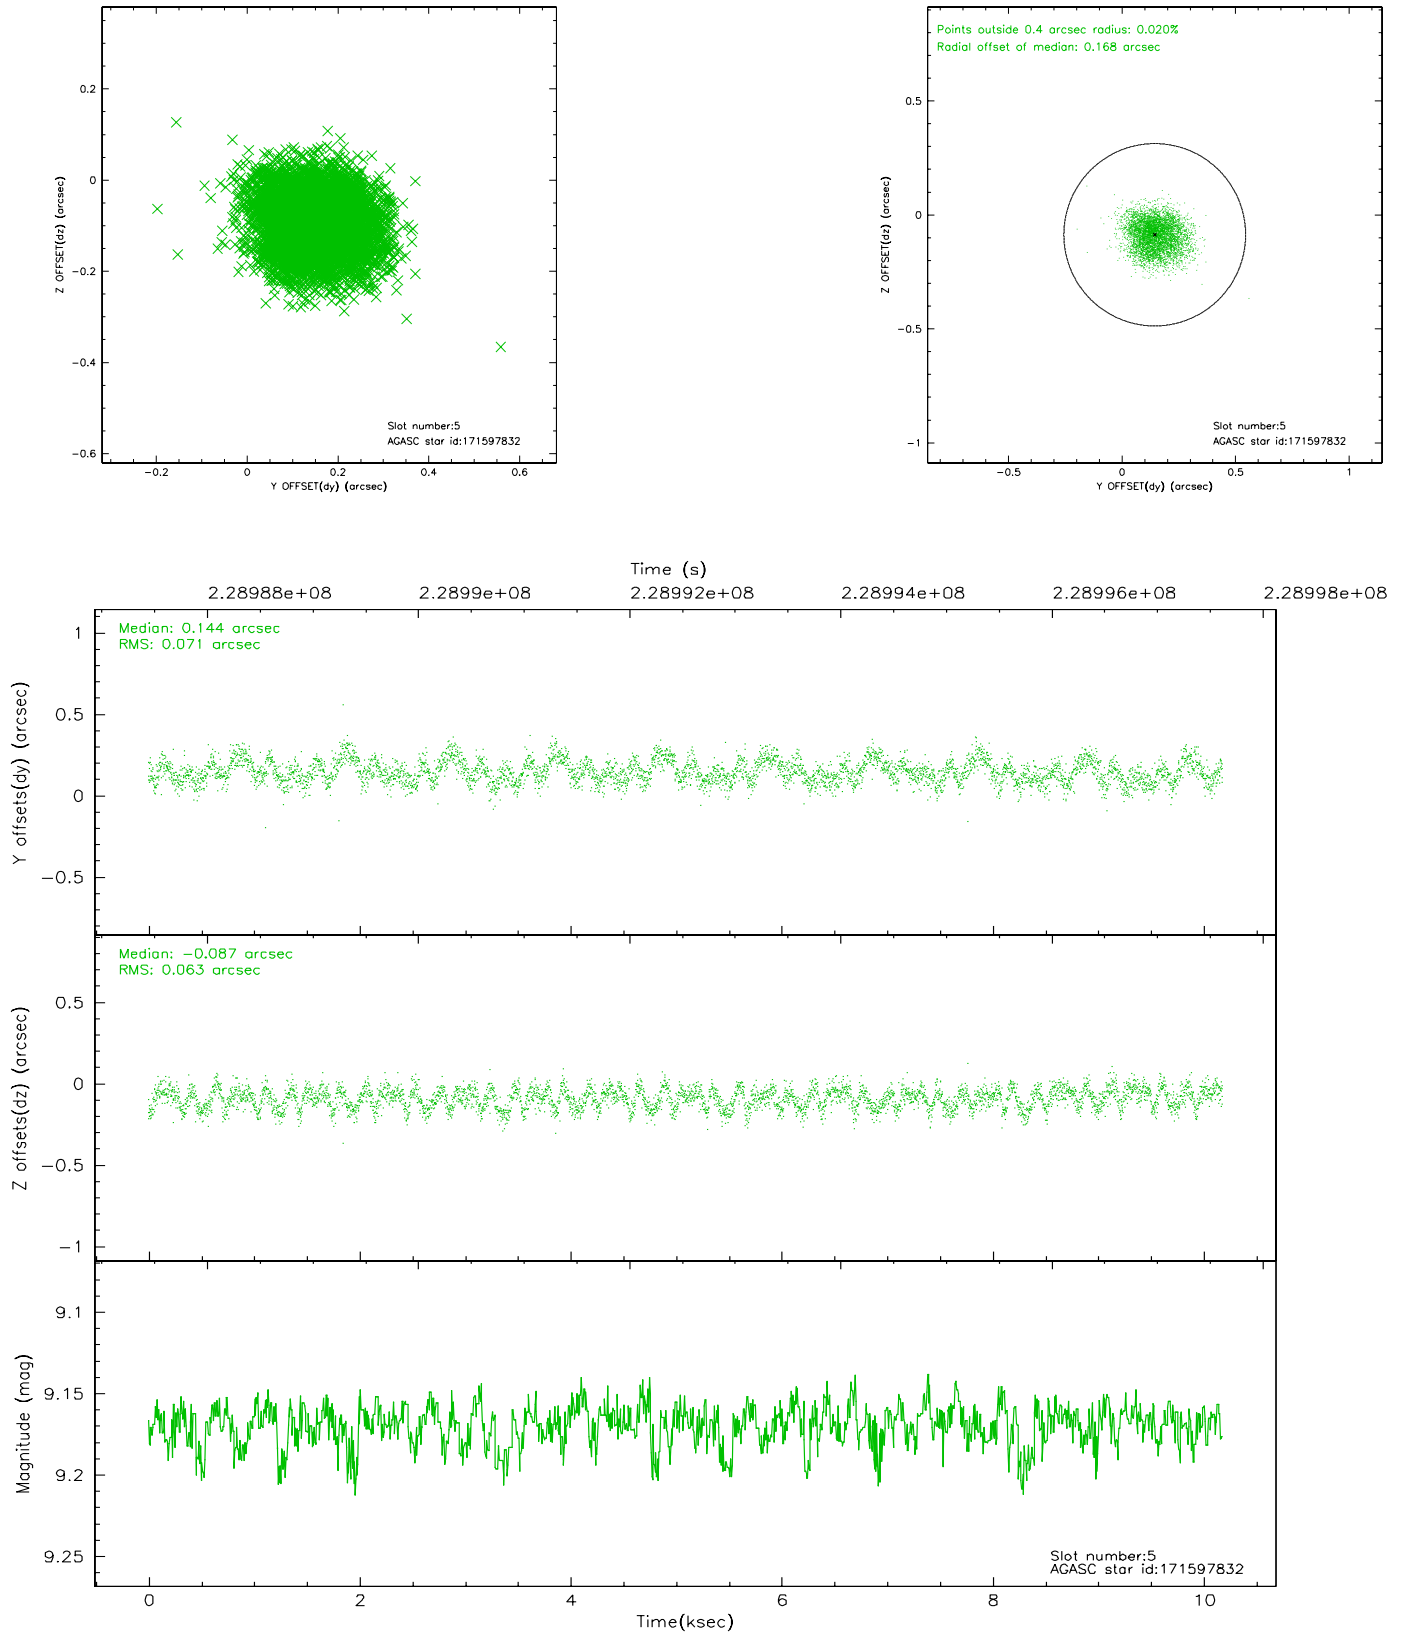 0.2
0
−0.2
−0.4
−0.6
−0.2
0
0.2
0.4
0.6
Z OFFSET(dz) (arcsec)
Y OFFSET(dy) (arcsec)
Slot number:5
AGASC star id:171597832
Points outside 0.4 arcsec radius: 0.020%
Radial offset of median: 0.168 arcsec
0.5
0
−0.5
−1
−0.5
0
0.5
1
Z OFFSET(dz) (arcsec)
Y OFFSET(dy) (arcsec)
Slot number:5
AGASC star id:171597832
Time (s)
2.28988e+08 2.2899e+08 2.28992e+08 2.28994e+08 2.28996e+08 2.28998e+08
Median: 0.144 arcsec
RMS: 0.071 arcsec
1
0.5
0
−0.5
Y offsets(dy) (arcsec)
Median: −0.087 arcsec
RMS: 0.063 arcsec
0.5
0
−0.5
−1
Z offsets(dz) (arcsec)
9.1
9.15
9.2
9.25
Magnitude (mag)
Slot number:5
AGASC star id:171597832
0 2 4 6 8 10
Time(ksec)